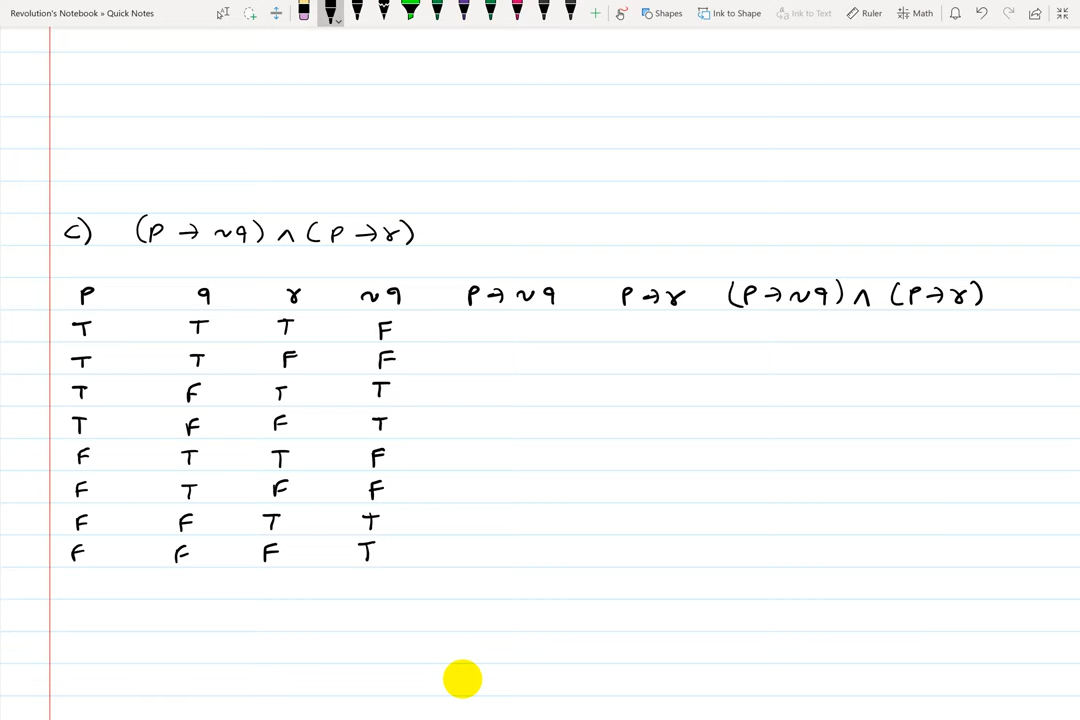 Revolution's Notebook » Quick Notes Shapes Ink to Shape Ink to Text Ruler Math
c) (p → ~q) ∧ (p → r)
p q r ~q p → ~q p → r (p → ~q) ∧ (p → r)
T T T F
T T F F
T F T T
T F F T
F T T F
F T F F
F F T T
F F F T